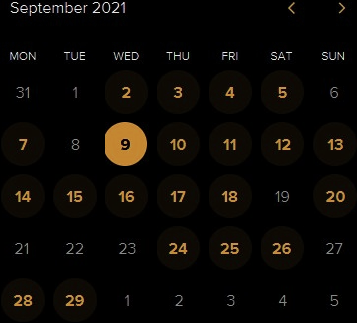 September 2021
MON TUE WED THU FRI SAT SUN
31 1 2 3 4 5 6
7 8 9 10 11 12 13
14 15 16 17 18 19 20
21 22 23 24 25 26 27
28 29 1 2 3 4 5